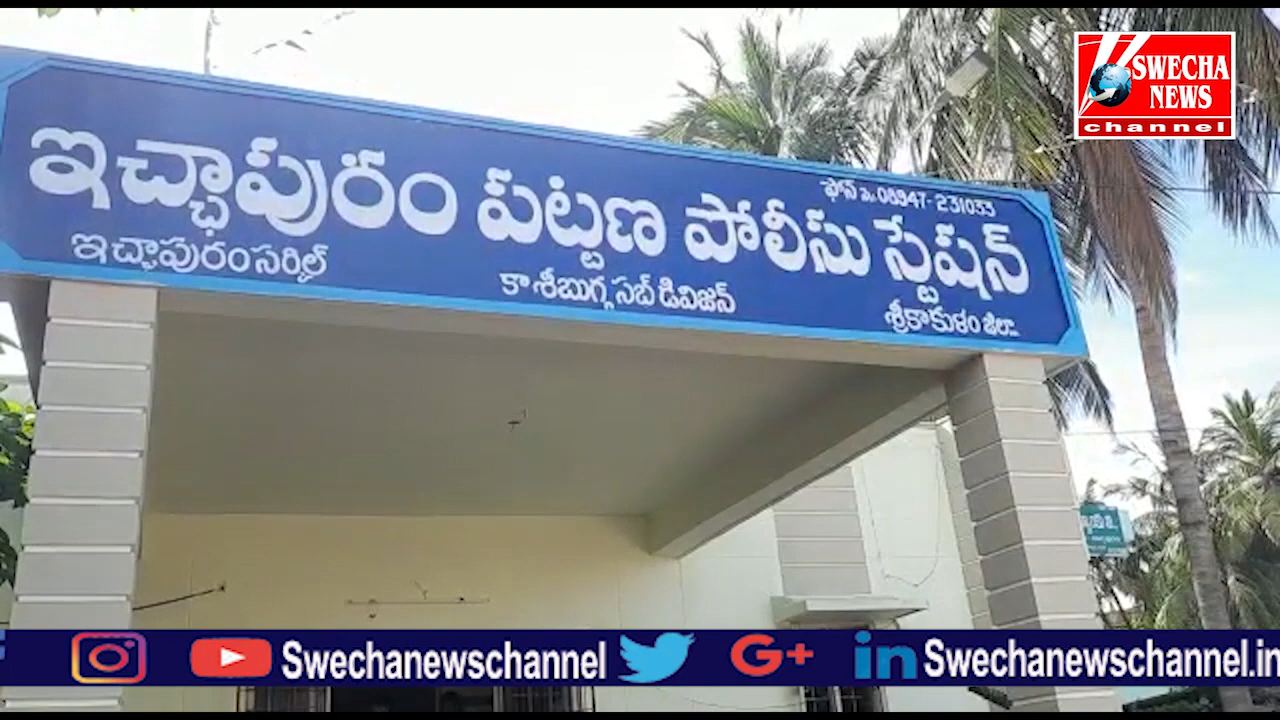 SWECHA
NEWS
channel
ఫోన్ నె. 08947-231033
ఇచ్ఛాపురం పట్టణ పోలీసు స్టేషన్
ఇచ్ఛాపురంసర్కిల్
కాశీబుగ్గ సబ్ డివిజన్
శ్రీకాకుళం జిల్లా..
Swechanewschannel
Swechanewschannel.in